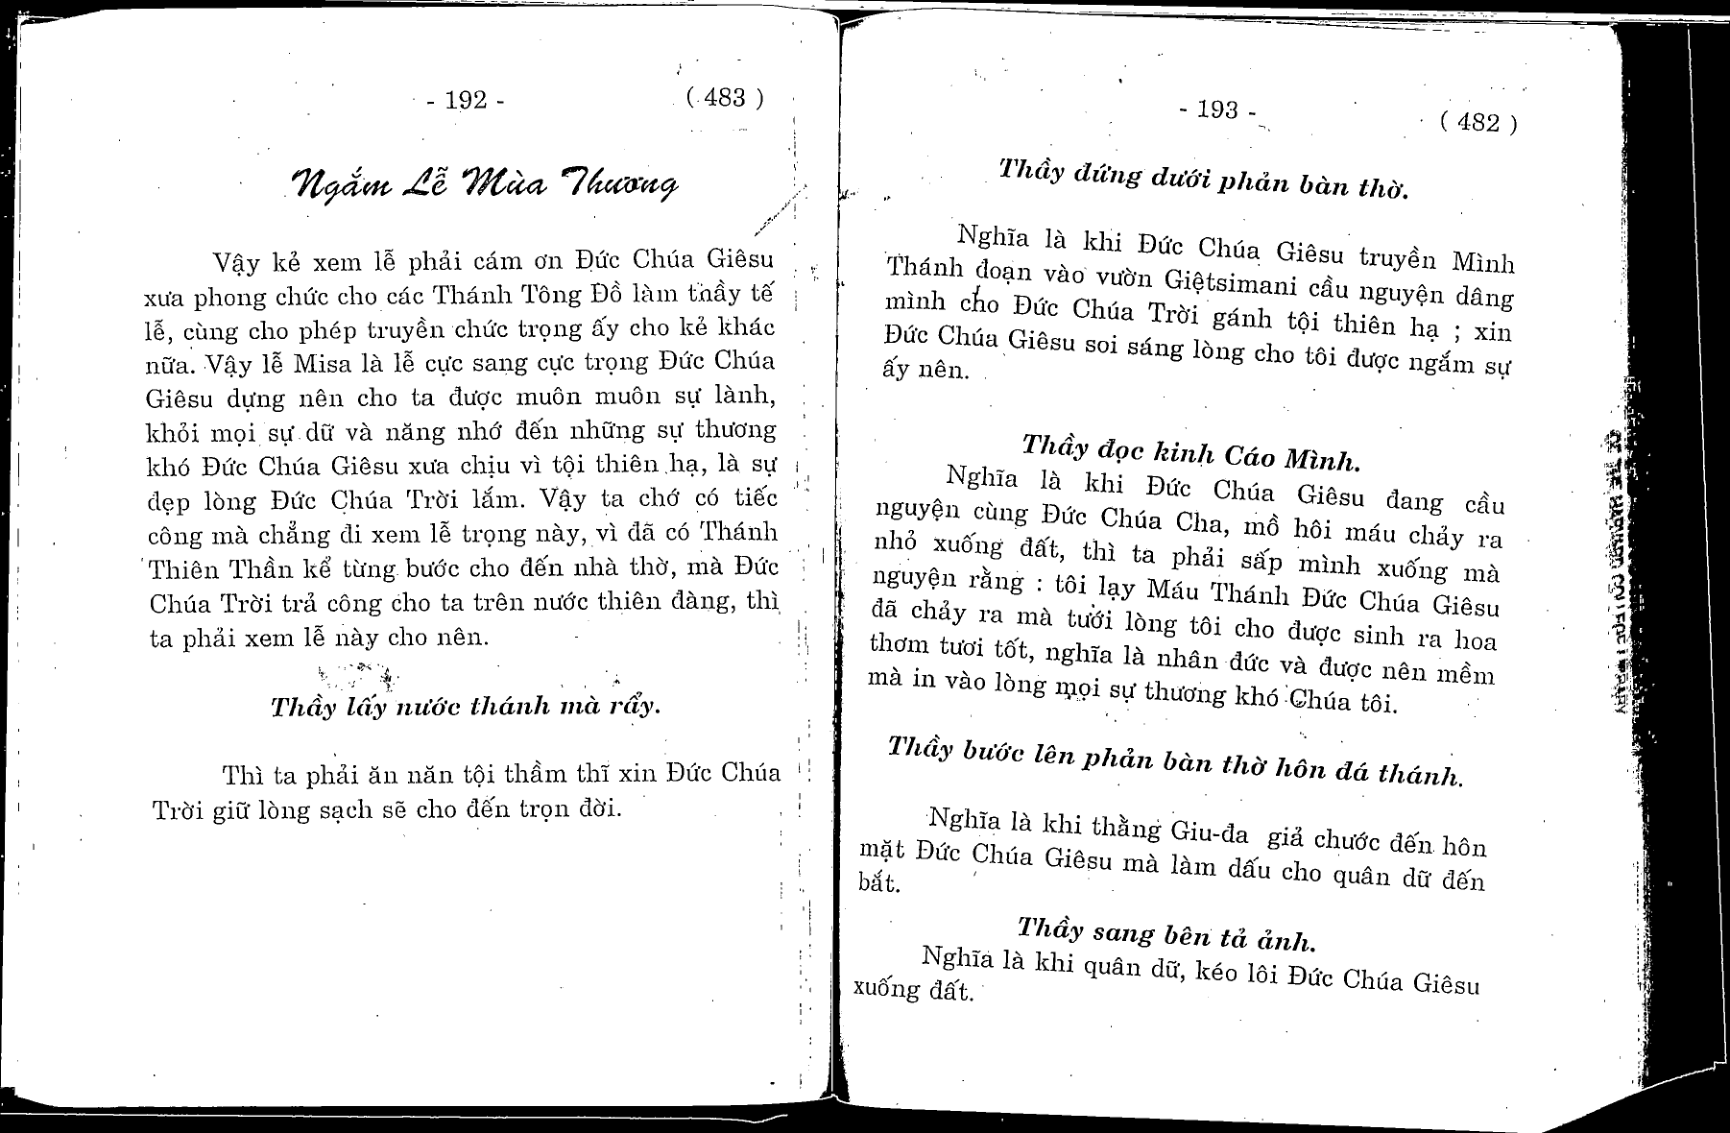 - 192 -
( 483 )
Ngắm Lễ Mùa Thương
Vậy kẻ xem lễ phải cám ơn Đức Chúa Giêsu
xưa phong chức cho các Thánh Tông Đồ làm thầy tế
lễ, cùng cho phép truyền chức trọng ấy cho kẻ khác
nữa. Vậy lễ Misa là lễ cực sang cực trọng Đức Chúa
Giêsu dựng nên cho ta được muôn muôn sự lành,
khỏi mọi sự dữ và năng nhớ đến những sự thương
khó Đức Chúa Giêsu xưa chịu vì tội thiên hạ, là sự
đẹp lòng Đức Chúa Trời lắm. Vậy ta chớ có tiếc
công mà chẳng đi xem lễ trọng này, vì đã có Thánh
Thiên Thần kể từng bước cho đến nhà thờ, mà Đức
Chúa Trời trả công cho ta trên nước thiên đàng, thì
ta phải xem lễ này cho nên.
Thầy lấy nước thánh mà rẩy.
Thì ta phải ăn năn tội thầm thĩ xin Đức Chúa
Trời giữ lòng sạch sẽ cho đến trọn đời.
- 193 -
( 482 )
Thầy đứng dưới phản bàn thờ.
Nghĩa là khi Đức Chúa Giêsu truyền Mình
Thánh đoạn vào vườn Giệtsimani cầu nguyện dâng
mình cho Đức Chúa Trời gánh tội thiên hạ ; xin
Đức Chúa Giêsu soi sáng lòng cho tôi được ngắm sự
ấy nên.
Thầy đọc kinh Cáo Mình.
Nghĩa là khi Đức Chúa Giêsu đang cầu
nguyện cùng Đức Chúa Cha, mồ hôi máu chảy ra
nhỏ xuống đất, thì ta phải sấp mình xuống mà
nguyện rằng : tôi lạy Máu Thánh Đức Chúa Giêsu
đã chảy ra mà tưới lòng tôi cho được sinh ra hoa
thơm tươi tốt, nghĩa là nhân đức và được nên mềm
mà in vào lòng mọi sự thương khó Chúa tôi.
Thầy bước lên phản bàn thờ hôn đá thánh.
Nghĩa là khi thằng Giu-đa giả chước đến hôn
mặt Đức Chúa Giêsu mà làm dấu cho quân dữ đến
bắt.
Thầy sang bên tả ảnh.
Nghĩa là khi quân dữ, kéo lôi Đức Chúa Giêsu
xuống đất.